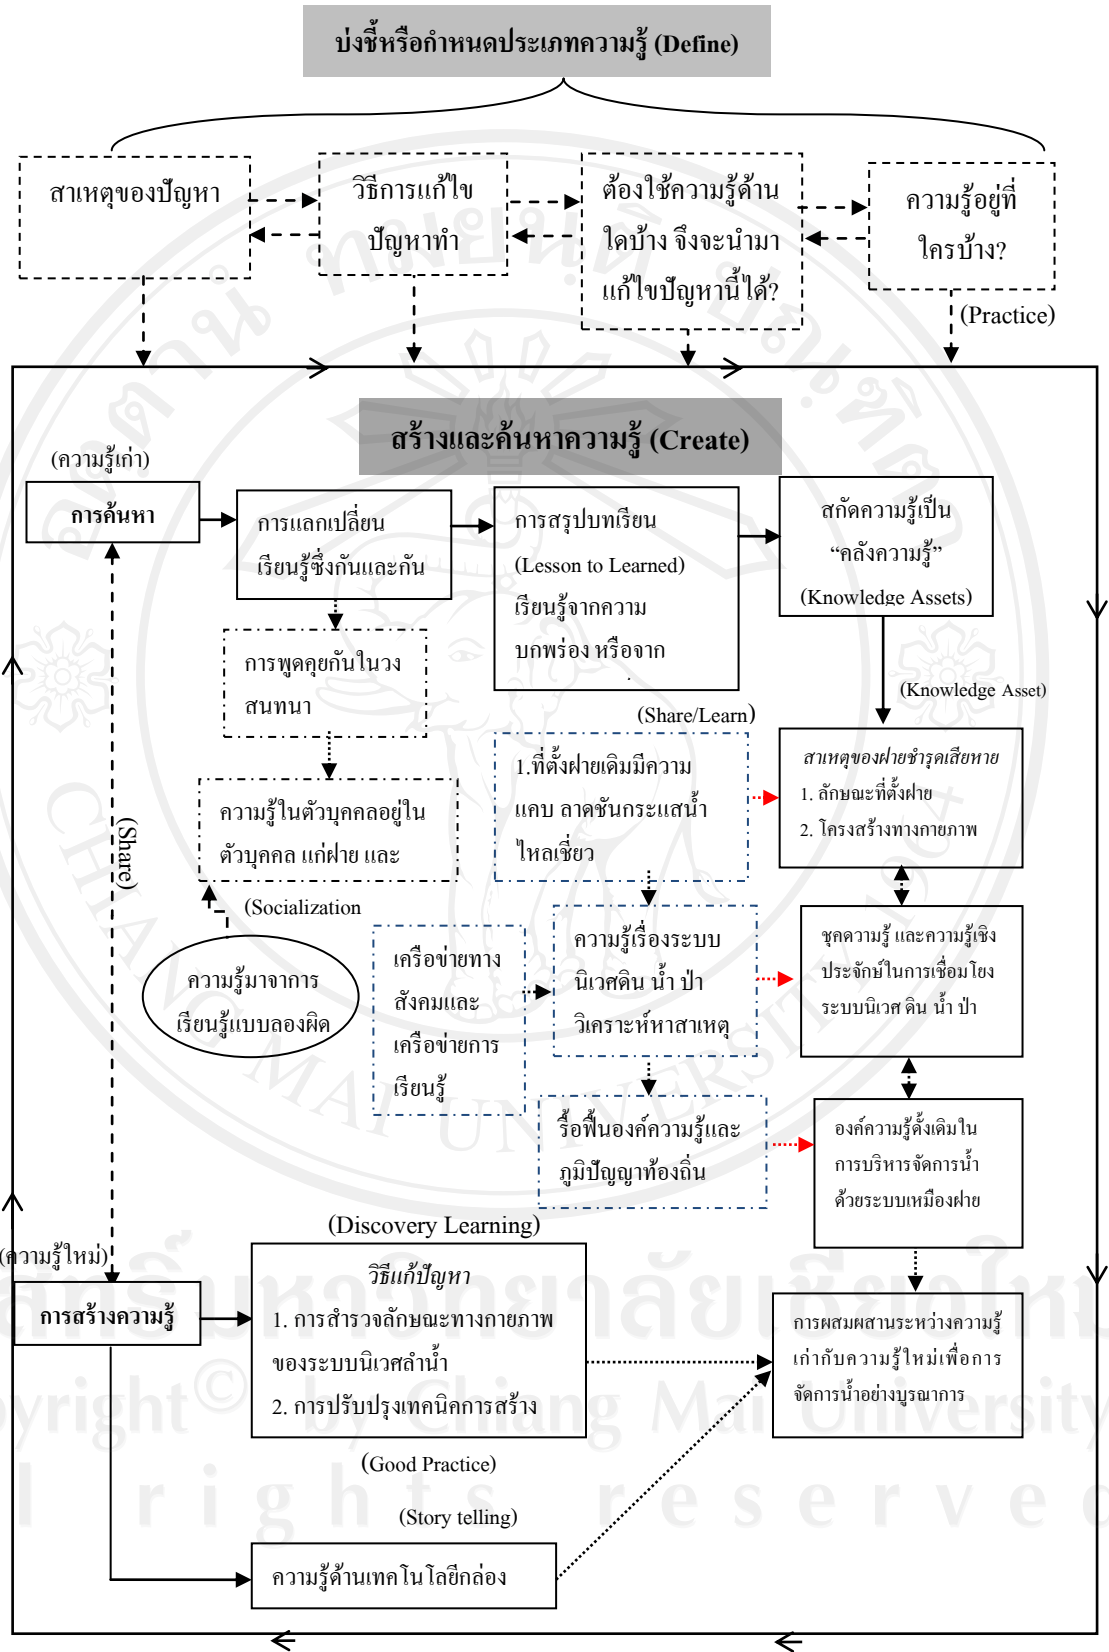 บ่งชี้หรือกำหนดประเภทความรู้ (Define)
สาเหตุของปัญหา
วิธีการแก้ไข
ปัญหาทำ
ต้องใช้ความรู้ด้าน
ใดบ้าง จึงจะนำมา
แก้ไขปัญหานี้ได้?
ความรู้อยู่ที่
ใครบ้าง?
(Practice)
สร้างและค้นหาความรู้ (Create)
(ความรู้เก่า)
การค้นหา
การแลกเปลี่ยน
เรียนรู้ซึ่งกันและกัน
การสรุปบทเรียน
(Lesson to Learned)
เรียนรู้จากความ
บกพร่อง หรือจาก
สกัดความรู้เป็น
“คลังความรู้”
(Knowledge Assets)
การพูดคุยกันในวง
สนทนา
(Knowledge Asset)
(Share/Learn)
1.ที่ตั้งฝายเดิมมีความ
แคบ ลาดชันกระแสน้ำ
ไหลเชี่ยว
สาเหตุของฝายชำรุดเสียหาย
1. ลักษณะที่ตั้งฝาย
2. โครงสร้างทางกายภาพ
ความรู้ในตัวบุคคลอยู่ใน
ตัวบุคคล แก่ฝาย และ
(Share)
(Socialization
ความรู้มาจาการ
เรียนรู้แบบลองผิด
เครือข่ายทาง
สังคมและ
เครือข่ายการ
เรียนรู้
ความรู้เรื่องระบบ
นิเวศดิน น้ำ ป่า
วิเคราะห์หาสาเหตุ
ชุดความรู้ และความรู้เชิง
ประจักษ์ในการเชื่อมโยง
ระบบนิเวศ ดิน น้ำ ป่า
รื้อฟื้นองค์ความรู้และ
ภูมิปัญญาท้องถิ่น
องค์ความรู้ดั้งเดิมใน
การบริหารจัดการน้ำ
ด้วยระบบเหมืองฝาย
(Discovery Learning)
(ความรู้ใหม่)
การสร้างความรู้
วิธีแก้ปัญหา
1. การสำรวจลักษณะทางกายภาพ
ของระบบนิเวศลำน้ำ
2. การปรับปรุงเทคนิคการสร้าง
การผสมผสานระหว่างความรู้
เก่ากับความรู้ใหม่เพื่อการ
จัดการน้ำอย่างบูรณาการ
(Good Practice)
(Story telling)
ความรู้ด้านเทคโนโลยีกล่อง
CHIANG MAI UNIVERSITY 1964
มหาวิทยาลัยเชียงใหม่
by Chiang Mai University
rights reserved